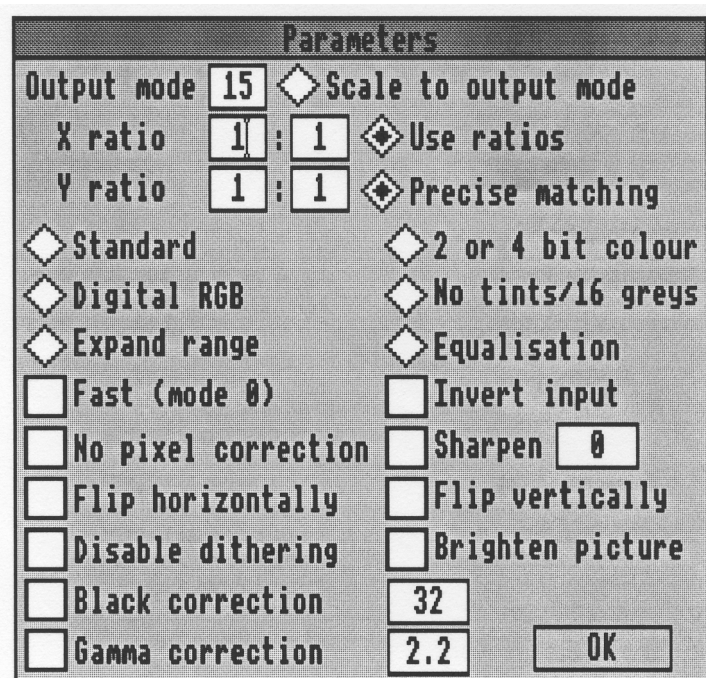 Parameters
Output mode 15 Scale to output mode
X ratio 1 : 1 Use ratios
Y ratio 1 : 1 Precise matching
Standard 2 or 4 bit colour
Digital RGB No tints/16 greys
Expand range Equalisation
Fast (mode 0) Invert input
No pixel correction Sharpen 0
Flip horizontally Flip vertically
Disable dithering Brighten picture
Black correction 32
Gamma correction 2.2 OK